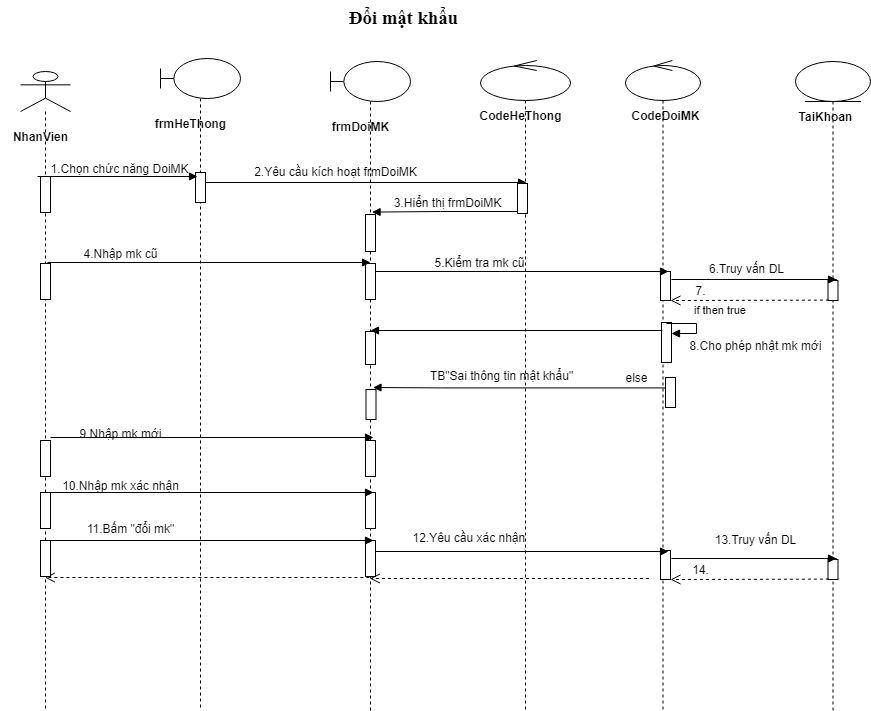 Đổi mật khẩu
NhanVien
frmHeThong
frmDoiMK
CodeHeThong
CodeDoiMK
TaiKhoan
1.Chọn chức năng DoiMK
2.Yêu cầu kích hoạt frmDoiMK
3.Hiển thị frmDoiMK
4.Nhập mk cũ
5.Kiểm tra mk cũ
6.Truy vấn DL
7.
if then true
8.Cho phép nhật mk mới
TB"Sai thông tin mật khẩu"
else
9 Nhập mk mới
10.Nhập mk xác nhận
11.Bấm "đổi mk"
12.Yêu cầu xác nhận
13.Truy vấn DL
14.